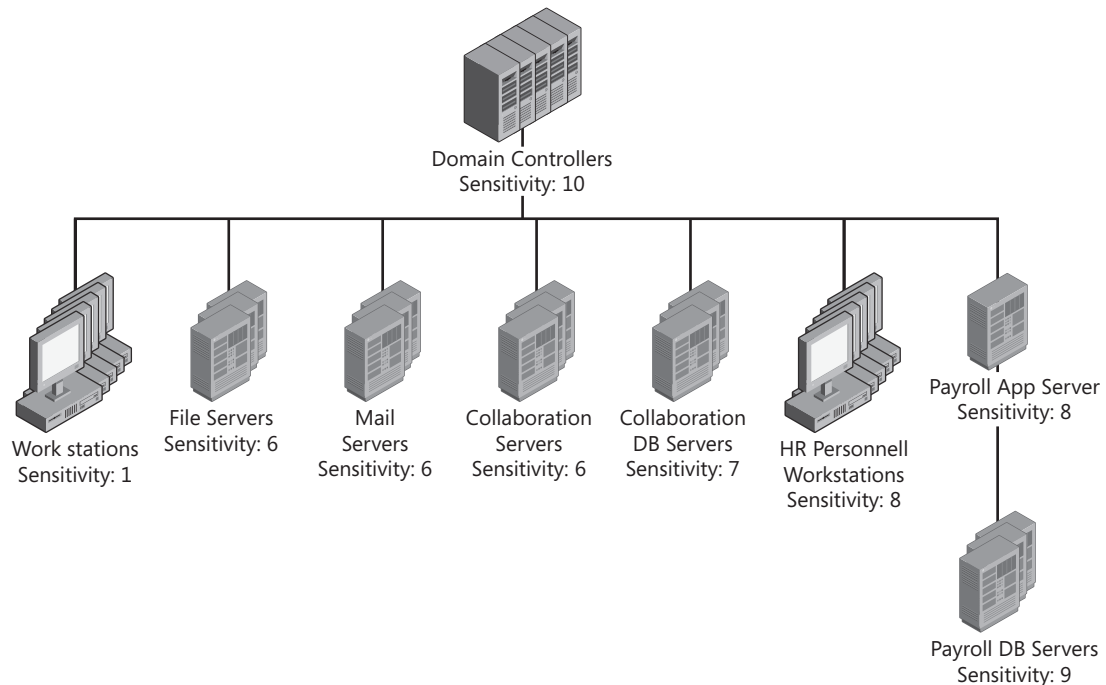 Domain Controllers
Sensitivity: 10
Work stations
Sensitivity: 1
File Servers
Sensitivity: 6
Mail
Servers
Sensitivity: 6
Collaboration
Servers
Sensitivity: 6
Collaboration
DB Servers
Sensitivity: 7
HR Personnell
Workstations
Sensitivity: 8
Payroll App Server
Sensitivity: 8
Payroll DB Servers
Sensitivity: 9